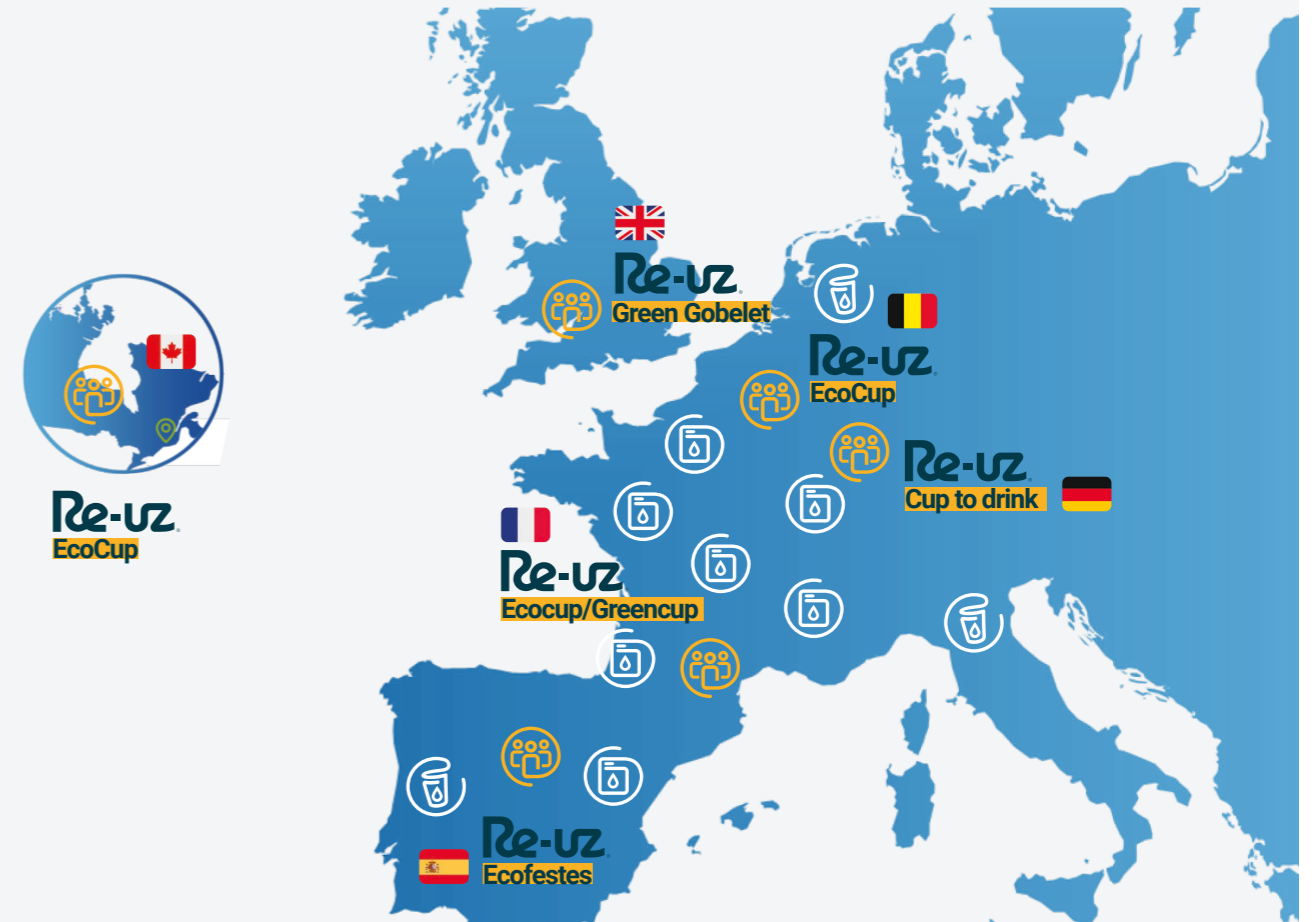 Re-uz
Green Gobelet
Re-uz
EcoCup
Re-uz
Cup to drink
Re-uz
EcoCup
Re-uz
Ecocup/Greencup
Re-uz
Ecofestes